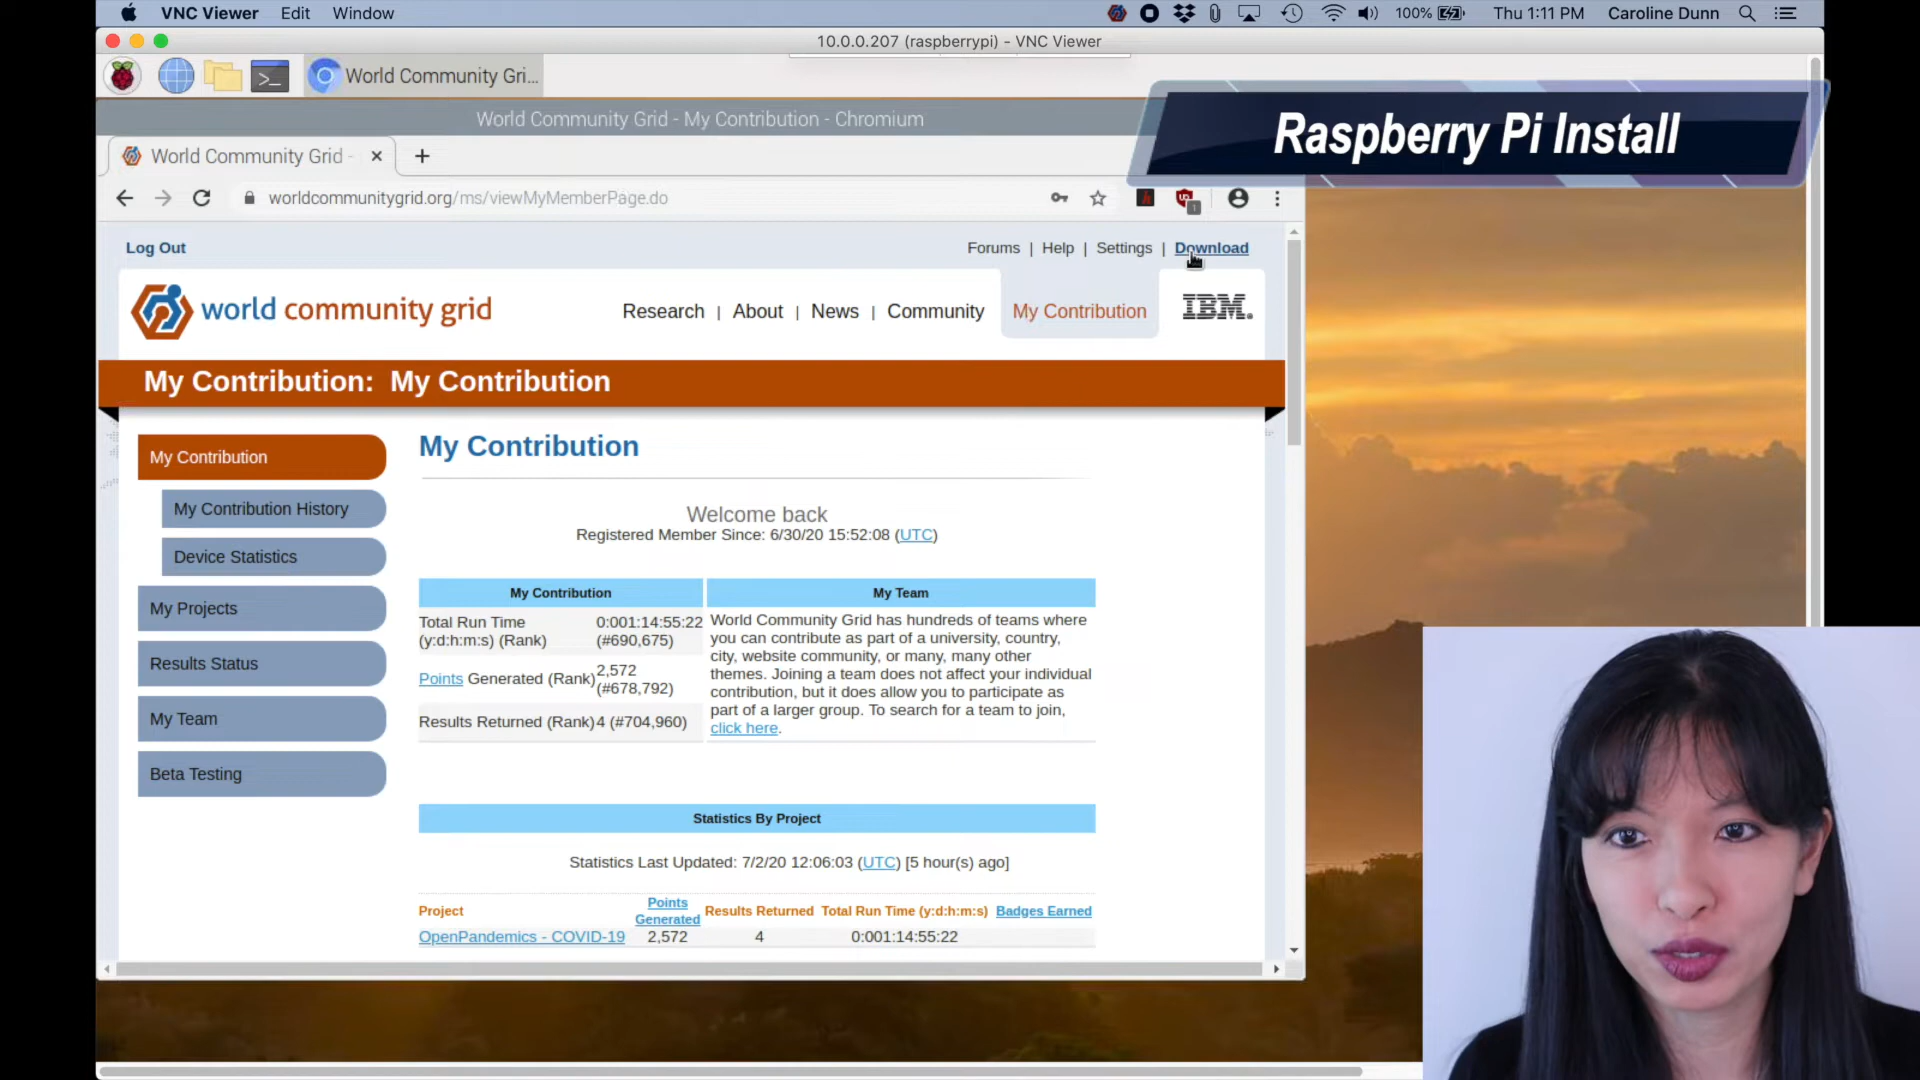 VNC Viewer Edit Window 100% Thu 1:11 PM Caroline Dunn
10.0.0.207 (raspberrypi) - VNC Viewer
World Community Gri...
World Community Grid - My Contribution - Chromium
Raspberry Pi Install
World Community Grid -
worldcommunitygrid.org/ms/viewMyMemberPage.do
1
Log Out Forums | Help | Settings | Download
world community grid Research | About | News | Community My Contribution IBM
My Contribution: My Contribution
My Contribution
My Contribution History
Device Statistics
My Projects
Results Status
My Team
Beta Testing
My Contribution
Welcome back
Registered Member Since: 6/30/20 15:52:08 (UTC)
My Contribution
Total Run Time 0:001:14:55:22
(y:d:h:m:s) (Rank) (#690,675)
Points Generated (Rank) 2,572
(#678,792)
Results Returned (Rank) 4 (#704,960)
My Team
World Community Grid has hundreds of teams where
you can contribute as part of a university, country,
city, website community, or many, many other
themes. Joining a team does not affect your individual
contribution, but it does allow you to participate as
part of a larger group. To search for a team to join,
click here.
Statistics By Project
Statistics Last Updated: 7/2/20 12:06:03 (UTC) [5 hour(s) ago]
Project Points Generated Results Returned Total Run Time (y:d:h:m:s) Badges Earned
OpenPandemics - COVID-19 2,572 4 0:001:14:55:22